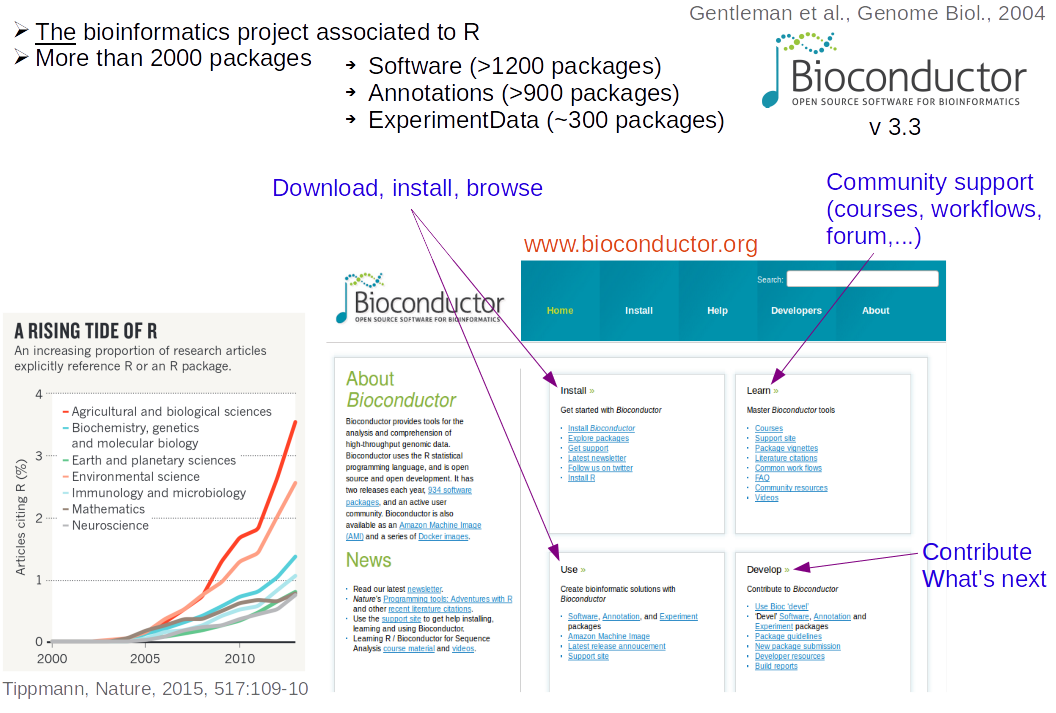 Gentleman et al., Genome Biol., 2004
The bioinformatics project associated to R
More than 2000 packages
Software (>1200 packages)
Annotations (>900 packages)
ExperimentData (~300 packages)
Bioconductor
OPEN SOURCE SOFTWARE FOR BIOINFORMATICS
v 3.3
Download, install, browse
Community support
(courses, workflows,
forum,...)
www.bioconductor.org
Bioconductor
OPEN SOURCE SOFTWARE FOR BIOINFORMATICS
Search:
Home Install Help Developers About
A RISING TIDE OF R
An increasing proportion of research articles
explicitly reference R or an R package.
Articles citing R (%)
4
3
2
1
0
Agricultural and biological sciences
Biochemistry, genetics
and molecular biology
Earth and planetary sciences
Environmental science
Immunology and microbiology
Mathematics
Neuroscience
2000 2005 2010
Tippmann, Nature, 2015, 517:109-10
About
Bioconductor
Bioconductor provides tools for the
analysis and comprehension of
high-throughput genomic data.
Bioconductor uses the R statistical
programming language, and is open
source and open development. It has
two releases each year, 934 software
packages, and an active user
community. Bioconductor is also
available as an Amazon Machine Image
(AMI) and a series of Docker images.
News
Read our latest newsletter.
Nature's Programming tools: Adventures with R
and other recent literature citations.
Use the support site to get help installing,
learning and using Bioconductor.
Learning R / Bioconductor for Sequence
Analysis course material and videos.
Install »
Get started with Bioconductor
Install Bioconductor
Explore packages
Get support
Latest newsletter
Follow us on twitter
Install R
Learn »
Master Bioconductor tools
Courses
Support site
Package vignettes
Literature citations
Common work flows
FAQ
Community resources
Videos
Use »
Create bioinformatic solutions with
Bioconductor
Software, Annotation, and Experiment
packages
Amazon Machine Image
Latest release annoucement
Support site
Develop »
Contribute to Bioconductor
Use Bioc 'devel'
'Devel' Software, Annotation and
Experiment packages
Package guidelines
New package submission
Developer resources
Build reports
Contribute
What's next